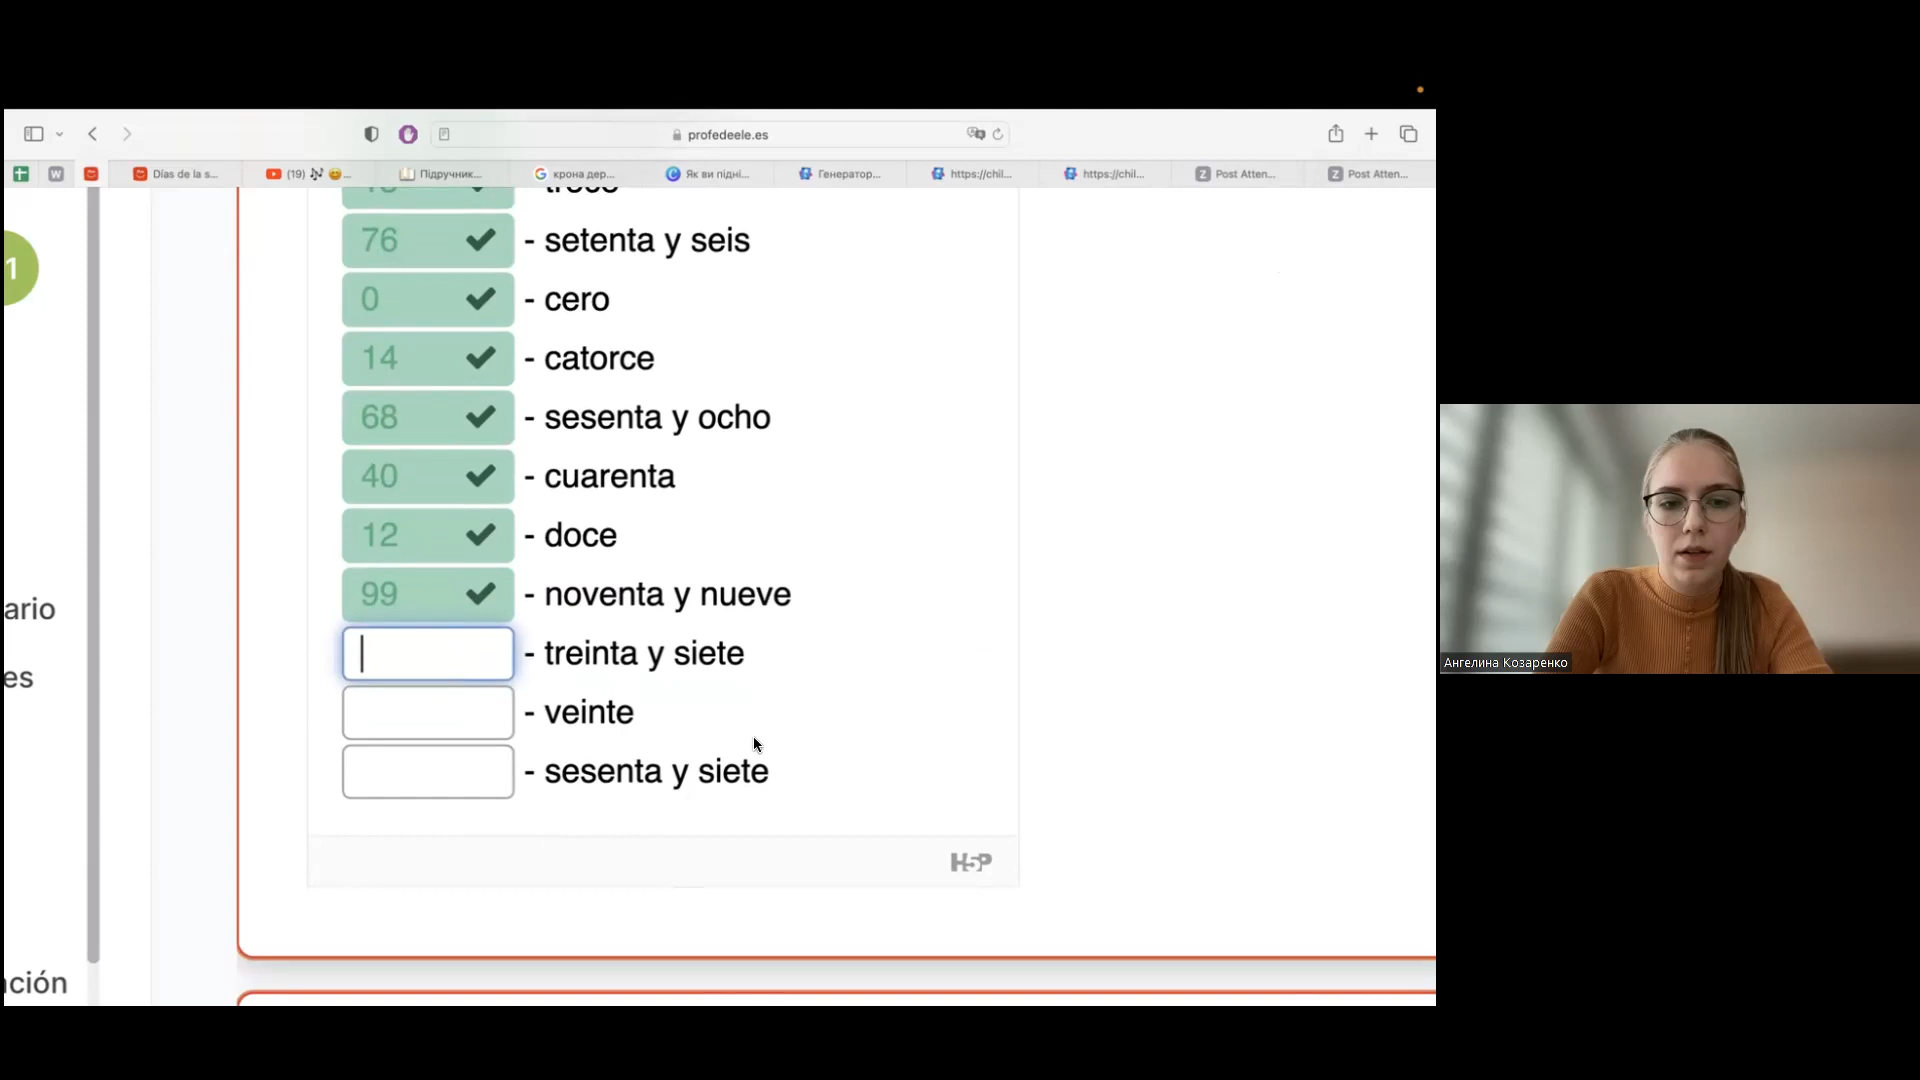 profedeele.es
W
Días de la s...
(19) 🎶 😄...
Підручник...
крона дер...
Як ви підні...
Генератор...
https://chil...
https://chil...
Z Post Atten...
Z Post Atten...
1
76 ✔ - setenta y seis
0 ✔ - cero
14 ✔ - catorce
68 ✔ - sesenta y ocho
40 ✔ - cuarenta
12 ✔ - doce
99 ✔ - noventa y nueve
- treinta y siete
- veinte
- sesenta y siete
H5P
ario
es
ación
Ангелина Козаренко